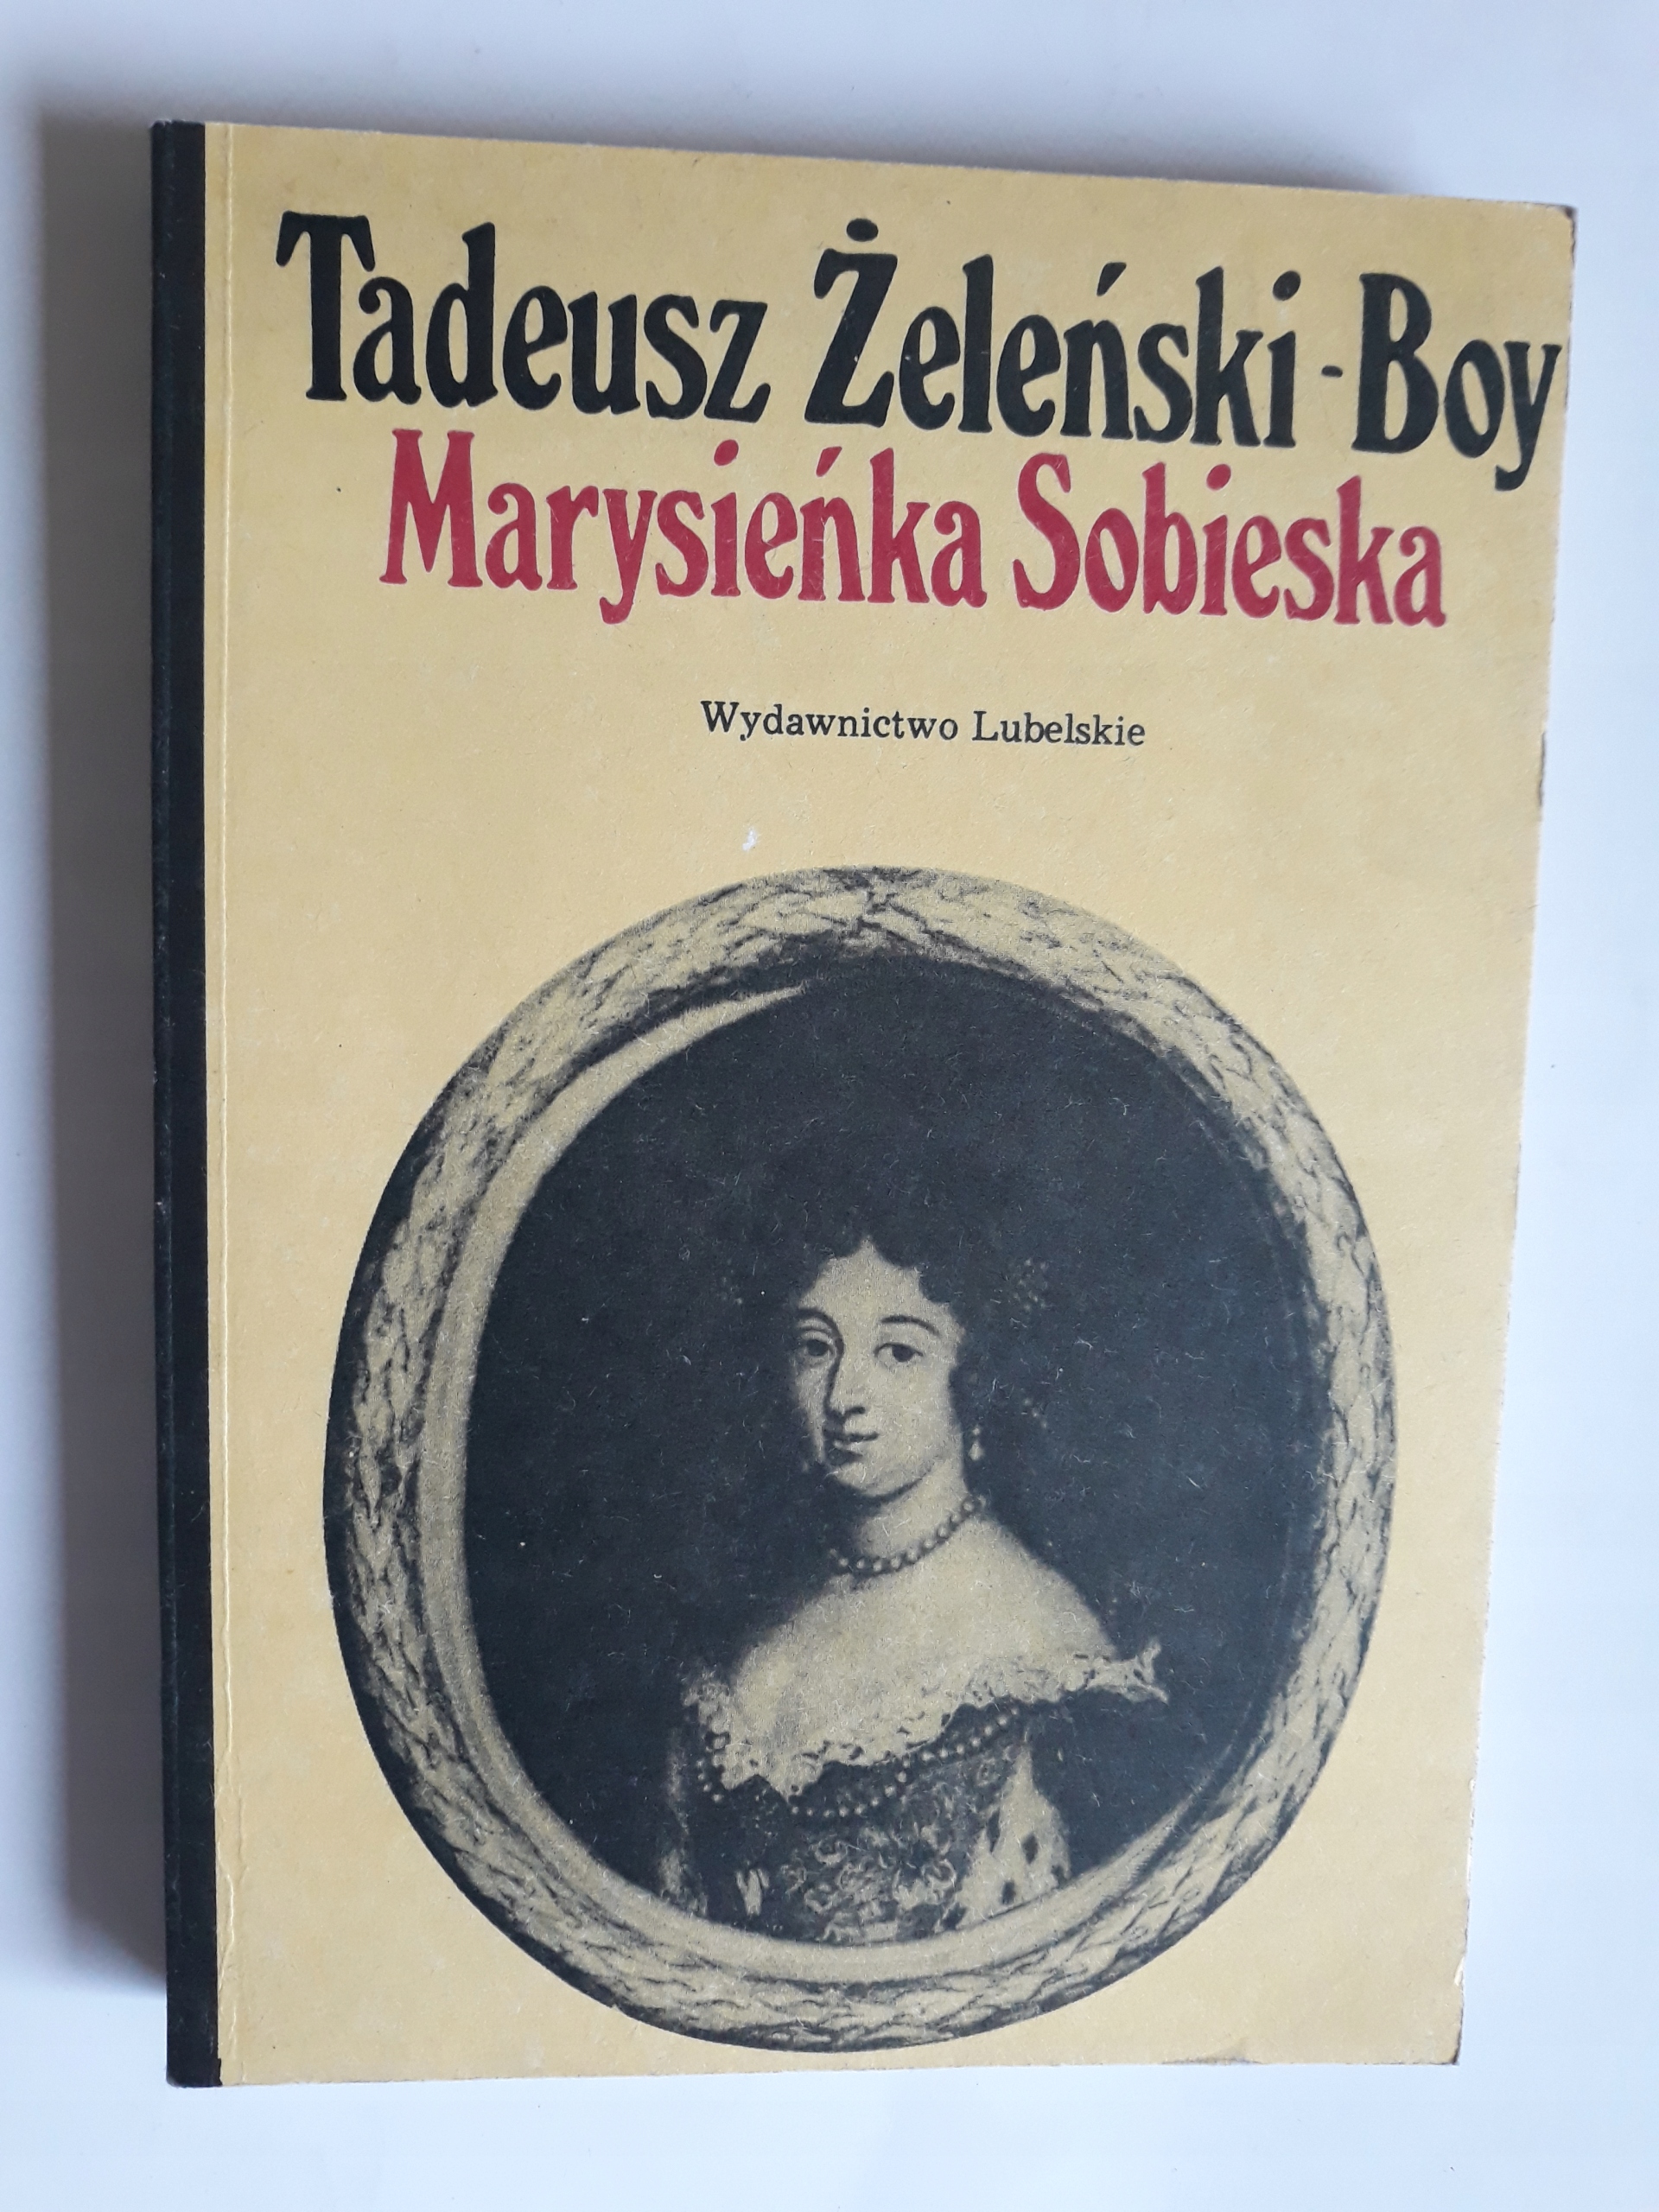 Tadeusz Żeleński-Boy
Marysieńka Sobieska
Wydawnictwo Lubelskie